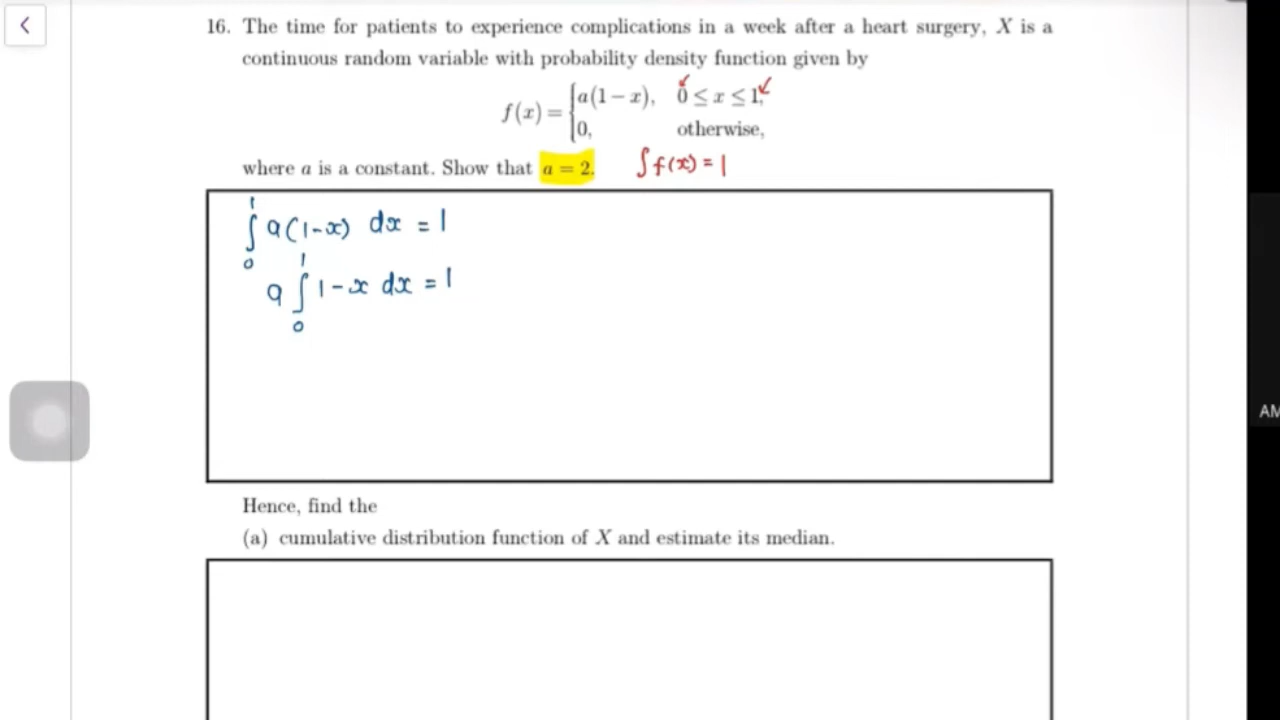 16. The time for patients to experience complications in a week after a heart surgery, X is a
continuous random variable with probability density function given by
f(x) = { a(1 − x), 0 ≤ x ≤ 1,
0, otherwise,
where a is a constant. Show that a = 2. ∫ f(x) = 1
∫₀¹ a(1-x) dx = 1
a ∫₀¹ 1-x dx = 1
AM
Hence, find the
(a) cumulative distribution function of X and estimate its median.